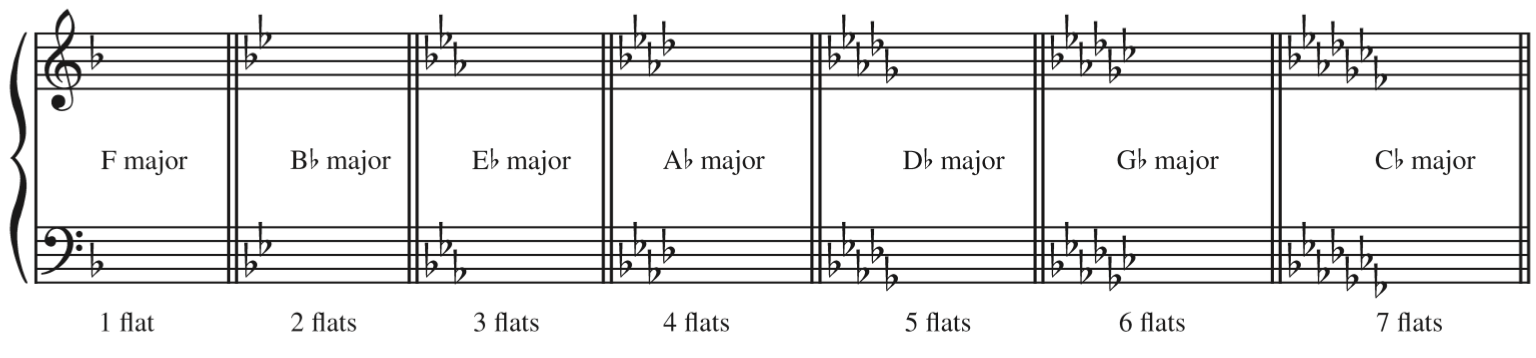 F major B♭ major E♭ major A♭ major D♭ major G♭ major C♭ major
1 flat 2 flats 3 flats 4 flats 5 flats 6 flats 7 flats